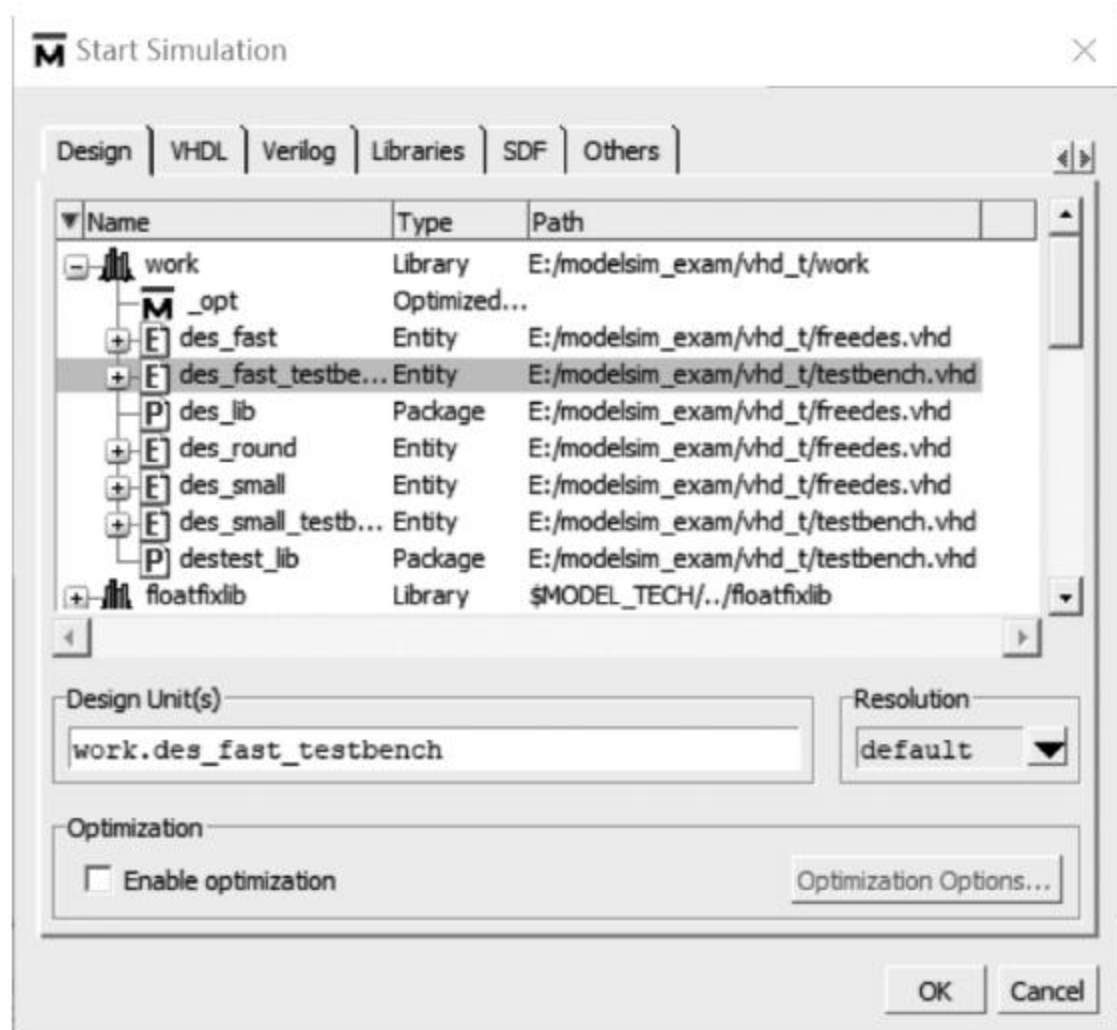 Start Simulation
Design VHDL Verilog Libraries SDF Others
Name Type Path
work Library E:/modelsim_exam/vhd_t/work
_opt Optimized...
des_fast Entity E:/modelsim_exam/vhd_t/freedes.vhd
des_fast_testbe... Entity E:/modelsim_exam/vhd_t/testbench.vhd
des_lib Package E:/modelsim_exam/vhd_t/freedes.vhd
des_round Entity E:/modelsim_exam/vhd_t/freedes.vhd
des_small Entity E:/modelsim_exam/vhd_t/freedes.vhd
des_small_testb... Entity E:/modelsim_exam/vhd_t/testbench.vhd
destest_lib Package E:/modelsim_exam/vhd_t/testbench.vhd
floatfixlib Library $MODEL_TECH/../floatfixlib
Design Unit(s) Resolution
work.des_fast_testbench default
Optimization
Enable optimization Optimization Options...
OK Cancel